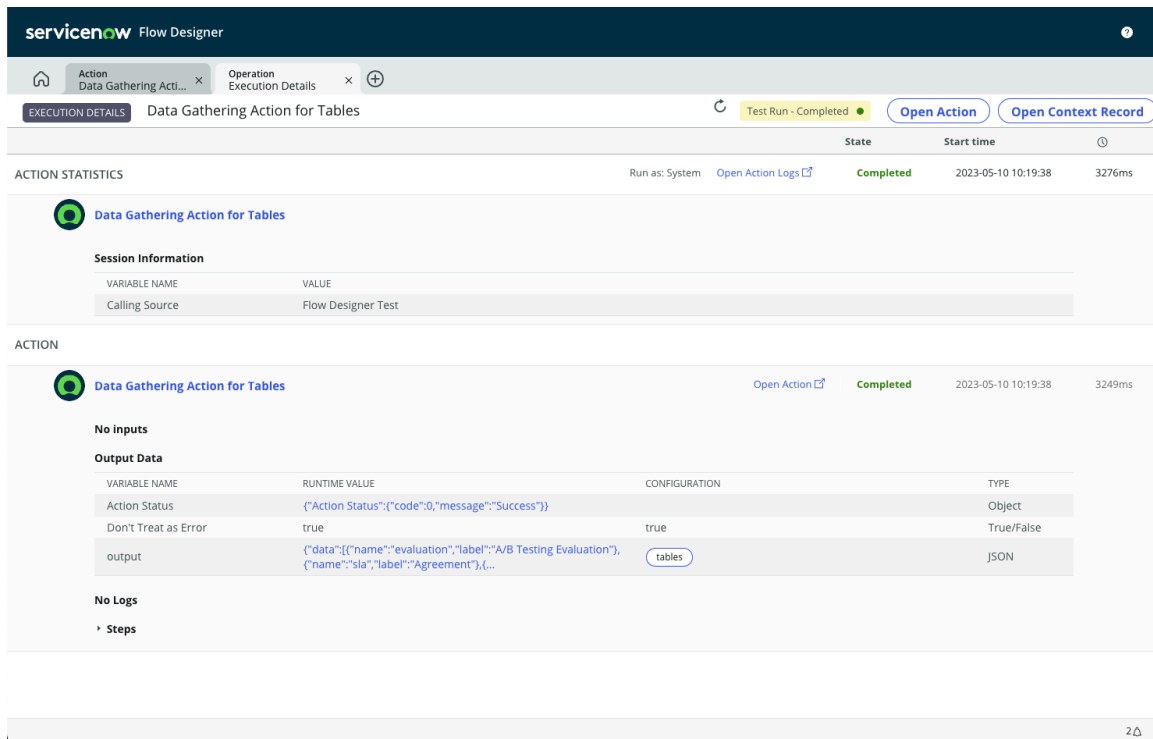 servicenow Flow Designer
Action
Data Gathering Acti...
Operation
Execution Details
EXECUTION DETAILS Data Gathering Action for Tables Test Run - Completed Open Action Open Context Record
State Start time
ACTION STATISTICS Run as: System Open Action Logs Completed 2023-05-10 10:19:38 3276ms
Data Gathering Action for Tables
Session Information
VARIABLE NAME VALUE
Calling Source Flow Designer Test
ACTION
Data Gathering Action for Tables Open Action Completed 2023-05-10 10:19:38 3249ms
No inputs
Output Data
VARIABLE NAME RUNTIME VALUE CONFIGURATION TYPE
Action Status {"Action Status":{"code":0,"message":"Success"}} Object
Don't Treat as Error true true True/False
output {"data":[{"name":"evaluation","label":"A/B Testing Evaluation"}, tables JSON
{"name":"sla","label":"Agreement"},{...
No Logs
Steps
2